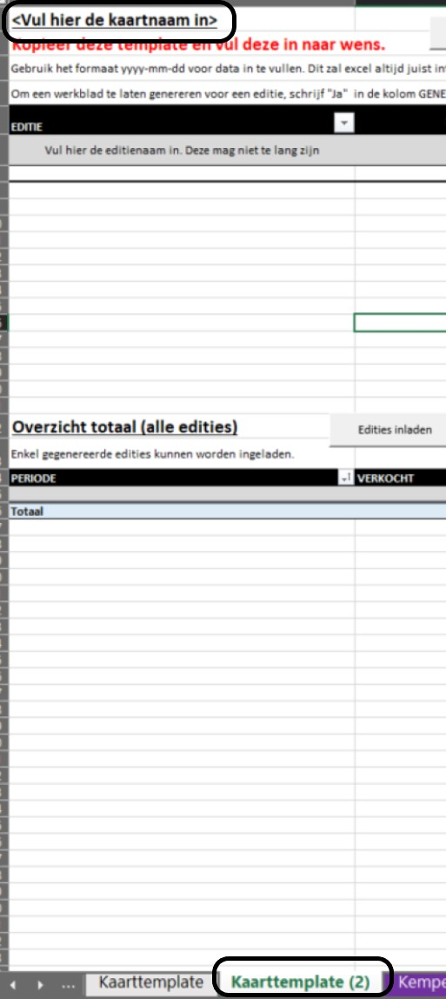 <Vul hier de kaartnaam in>
Kopieer deze template en vul deze in naar wens.
Gebruik het formaat yyyy-mm-dd voor data in te vullen. Dit zal excel altijd juist in
Om een werkblad te laten genereren voor een editie, schrijf "Ja" in de kolom GENE
EDITIE
Vul hier de editienaam in. Deze mag niet te lang zijn
Overzicht totaal (alle edities)
Edities inladen
Enkel gegenereerde edities kunnen worden ingeladen.
PERIODE VERKOCHT
Totaal
... Kaarttemplate Kaarttemplate (2) Kempe